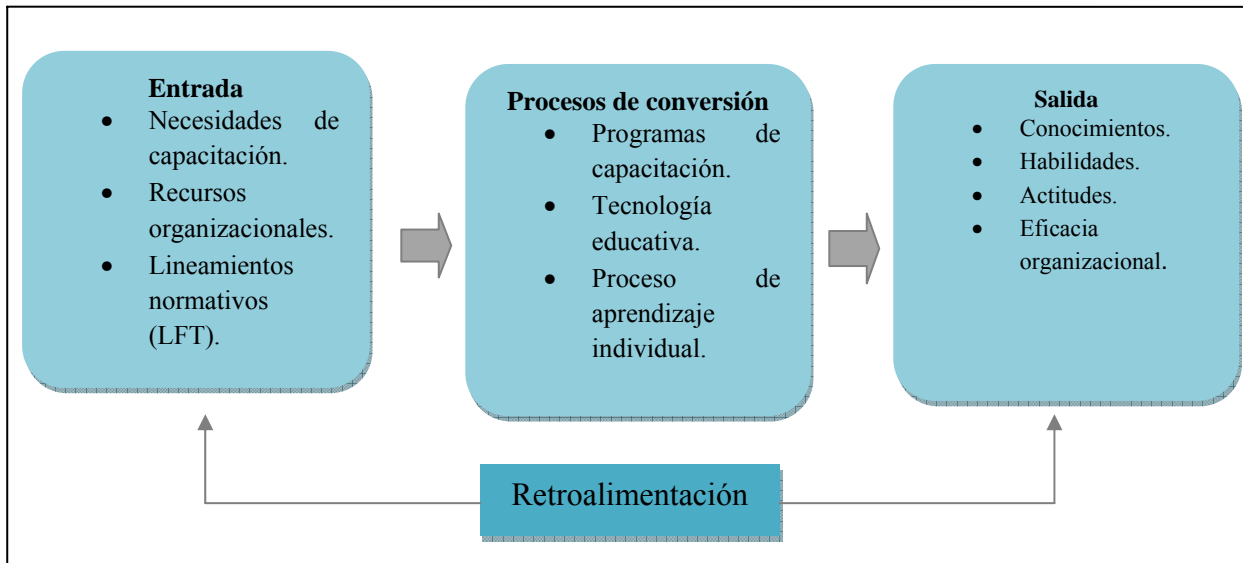 Entrada
• Necesidades de
capacitación.
• Recursos
organizacionales.
• Lineamientos
normativos
(LFT).
Procesos de conversión
• Programas de
capacitación.
• Tecnología
educativa.
• Proceso de
aprendizaje
individual.
Salida
• Conocimientos.
• Habilidades.
• Actitudes.
• Eficacia
organizacional.
Retroalimentación